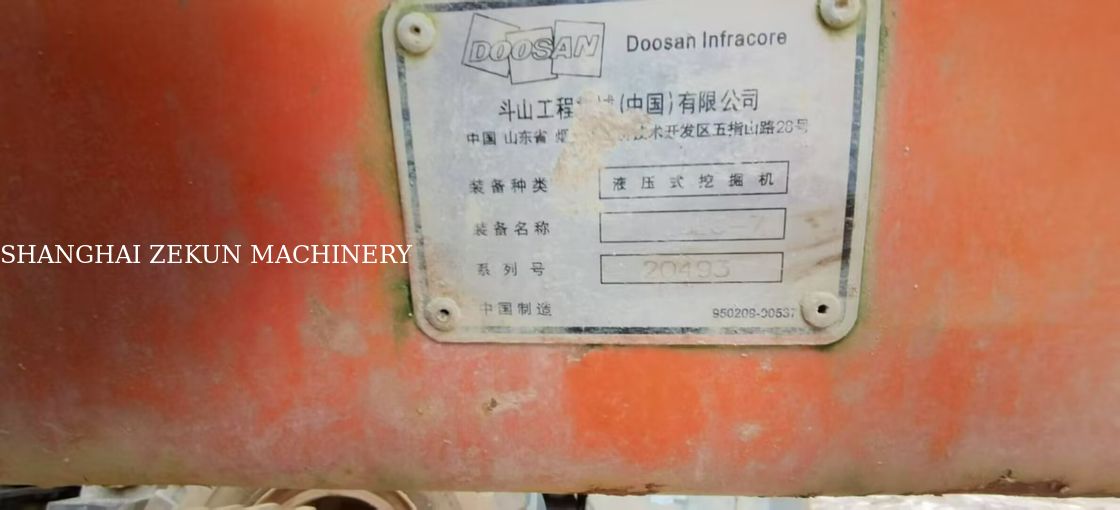 DOOSAN Doosan Infracore
斗山工程 (中国)有限公司
中国 山东省 技术开发区五指山路28号
装备种类 液压式挖掘机
装备名称
系列号 20493
中国制造 950209-00537
SHANGHAI ZEKUN MACHINERY